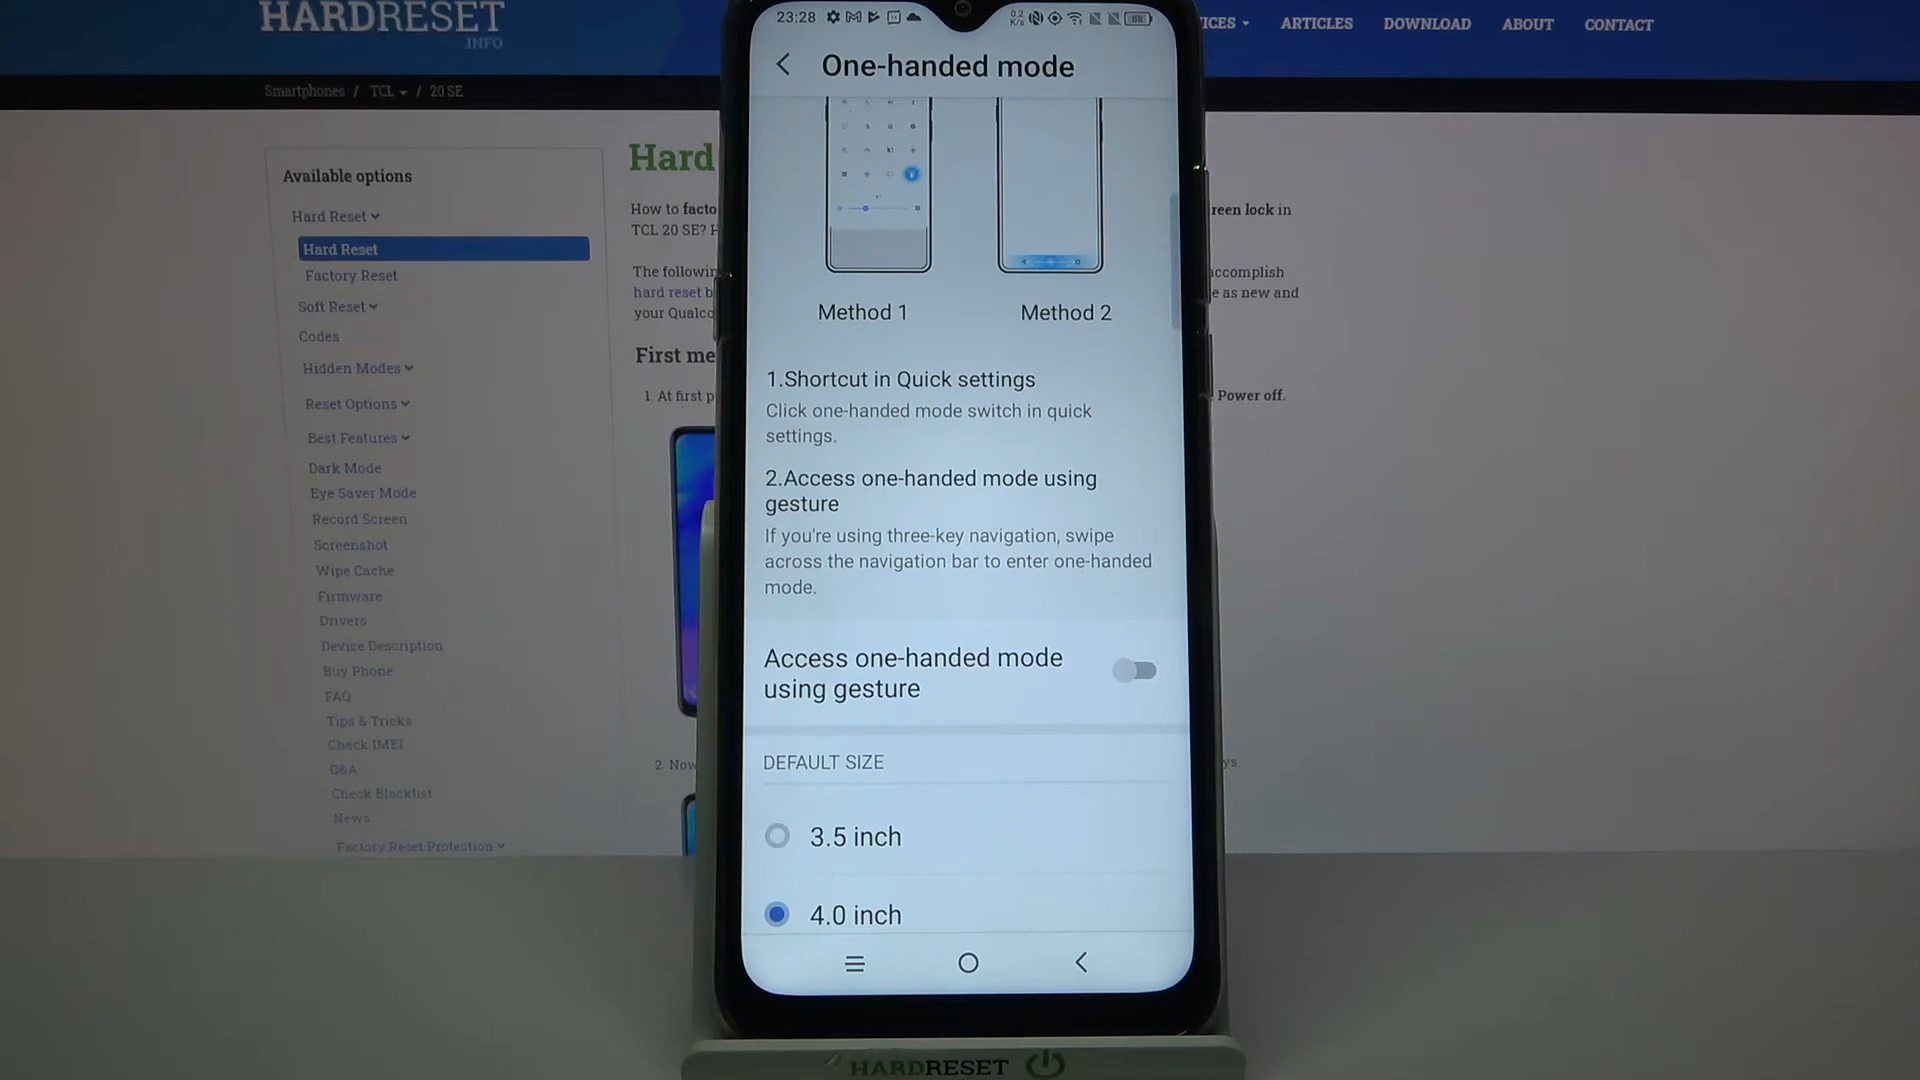 HARDRESET
.INFO
ICES
ARTICLES
DOWNLOAD
ABOUT
CONTACT
Smartphones / TCL / 20 SE
Available options
Hard Reset
Hard Reset
Factory Reset
Soft Reset
Codes
Hidden Modes
Reset Options
Best Features
Dark Mode
Eye Saver Mode
Record Screen
Screenshot
Wipe Cache
Firmware
Drivers
Device Description
Buy Phone
FAQ
Tips & Tricks
Check IMEI
Q&A
Check Blacklist
News
Factory Reset Protection
Hard
How to facto
reen lock in
TCL 20 SE? H
The followin
accomplish
hard reset b
e as new and
your Qualco
First me
1. At first p
Power off.
2. Now
ys.
23:28
0.2
K/s
88
One-handed mode
Method 1
Method 2
1.Shortcut in Quick settings
Click one-handed mode switch in quick
settings.
2.Access one-handed mode using
gesture
If you're using three-key navigation, swipe
across the navigation bar to enter one-handed
mode.
Access one-handed mode
using gesture
DEFAULT SIZE
3.5 inch
4.0 inch
HARDRESET